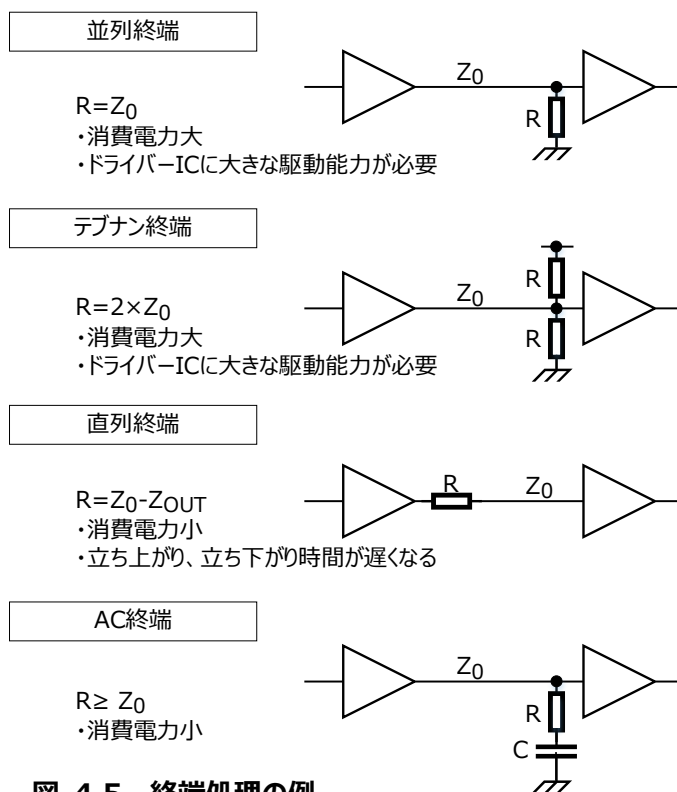 並列終端
Z0
R=Z0
・消費電力大
・ドライバーICに大きな駆動能力が必要
R
テブナン終端
R
Z0
R=2×Z0
・消費電力大
・ドライバーICに大きな駆動能力が必要
R
直列終端
R
Z0
R=Z0-ZOUT
・消費電力小
・立ち上がり、立ち下がり時間が遅くなる
AC終端
Z0
R≥ Z0
・消費電力小
R
C
図 4.5 終端処理の例